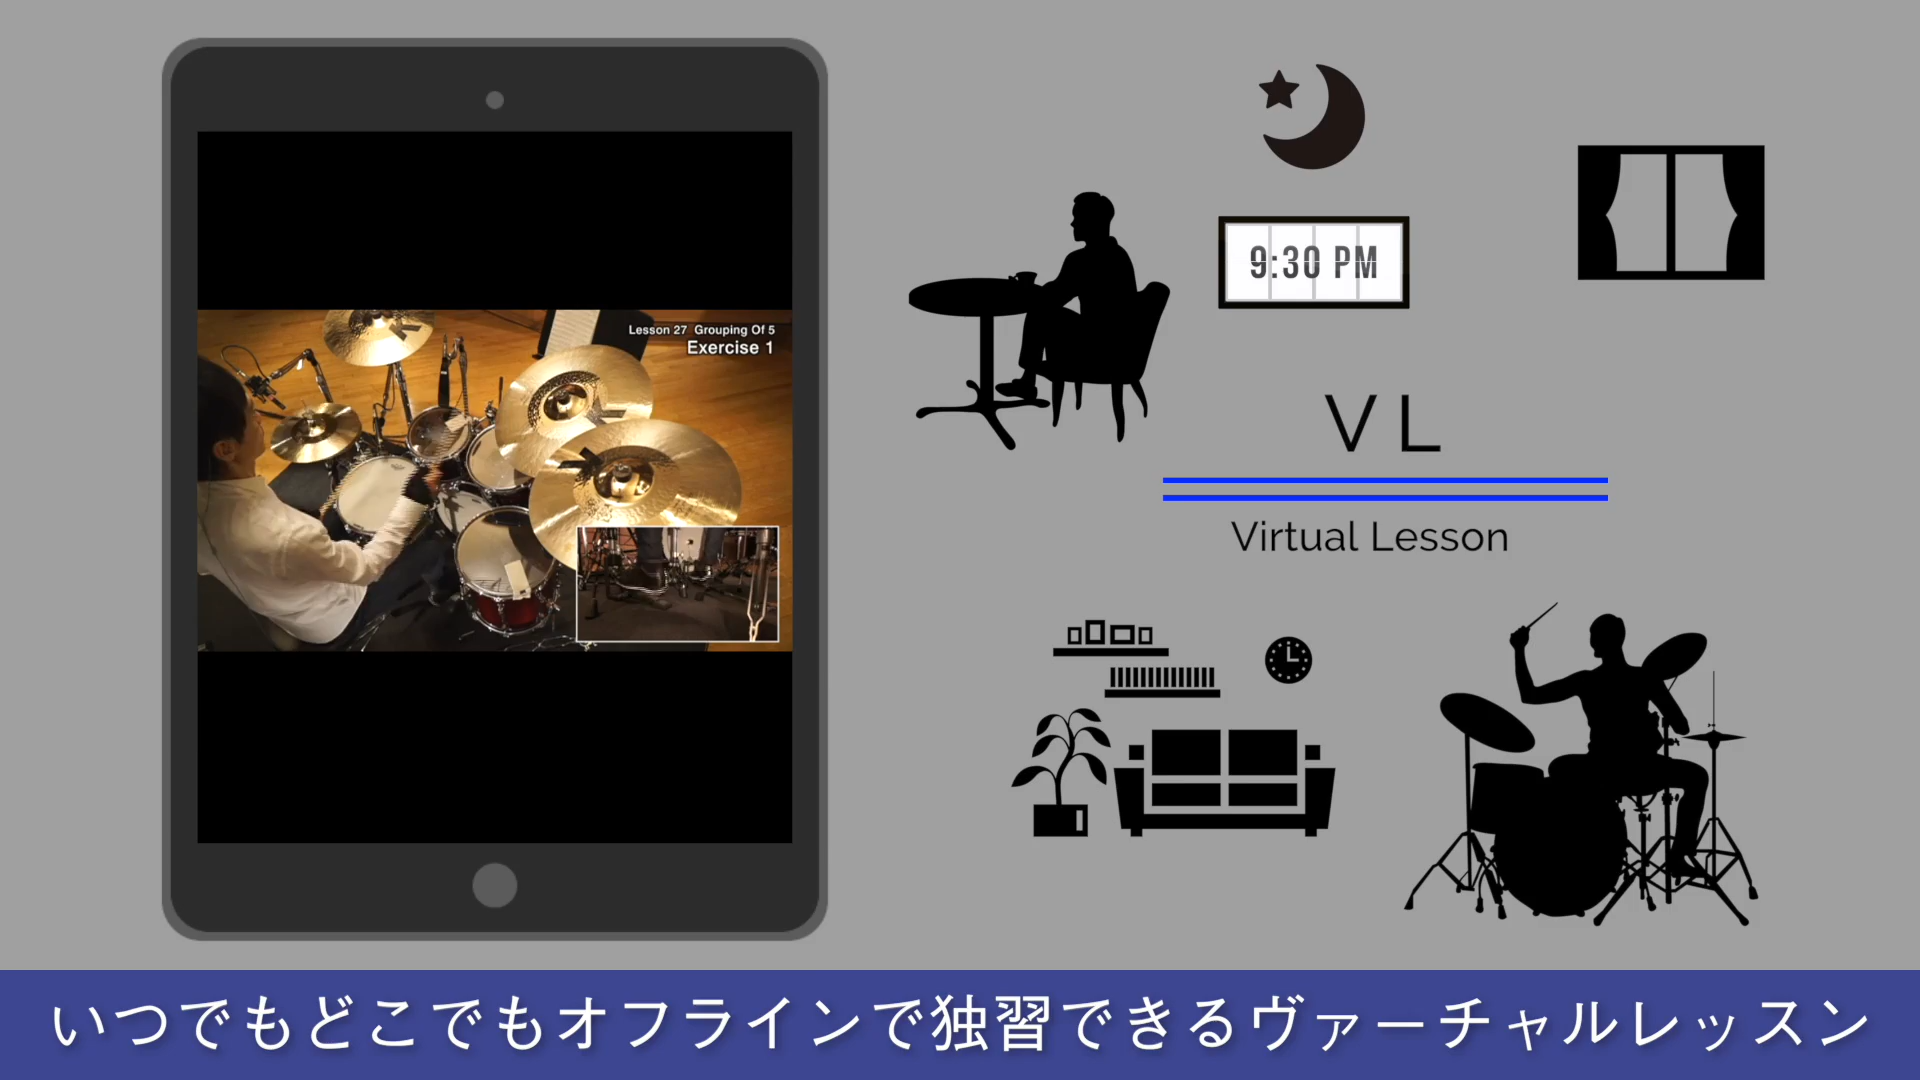 Lesson 27 Grouping Of 5
Exercise 1
9:30 PM
VL
Virtual Lesson
いつでもどこでもオフラインで独習できるヴァーチャルレッスン